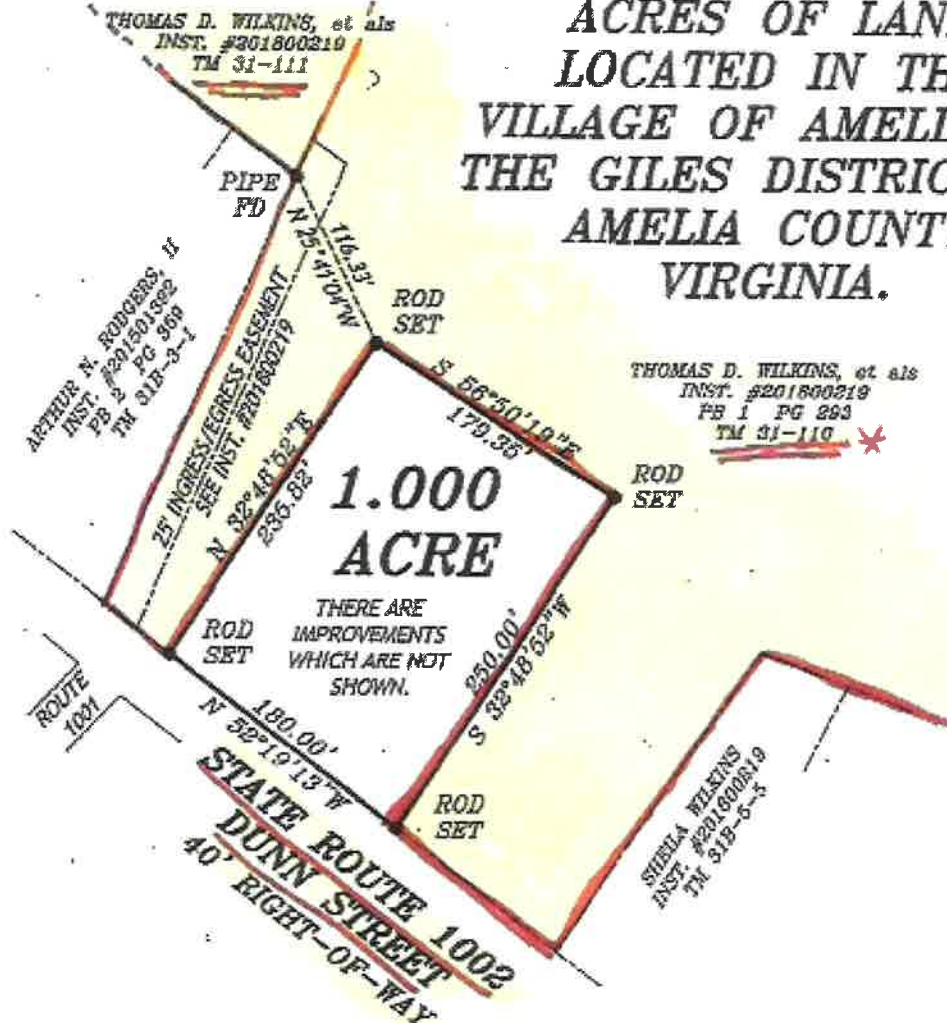 THOMAS D. WILKINS, et als
INST. #201800219
TM 31-111
ACRES OF LAN
LOCATED IN TH
VILLAGE OF AMELI
THE GILES DISTRIC
AMELIA COUNT
VIRGINIA.
PIPE
FD
116.33'
N 25°41'04"W
ROD
SET
ARTHUR N. RODGERS, II
INST. #201501392
PB 2 PG 369
TM 31B-3-1
25' INGRESS/EGRESS EASEMENT
SEE INST. #201800219
N 32°48'52"E
236.82'
S 56°50'19"E
179.35'
THOMAS D. WILKINS, et als
INST. #201800219
PB 1 PG 293
TM 31-110
ROD
SET
1.000
ACRE
THERE ARE
IMPROVEMENTS
WHICH ARE NOT
SHOWN.
250.00'
S 32°48'52"W
ROD
SET
ROUTE
1001
180.00'
N 52°19'13"W
ROD
SET
STATE ROUTE 1002
DUNN STREET
40' RIGHT-OF-WAY
SHEILA WILKINS
INST. #201800219
TM 31B-5-5